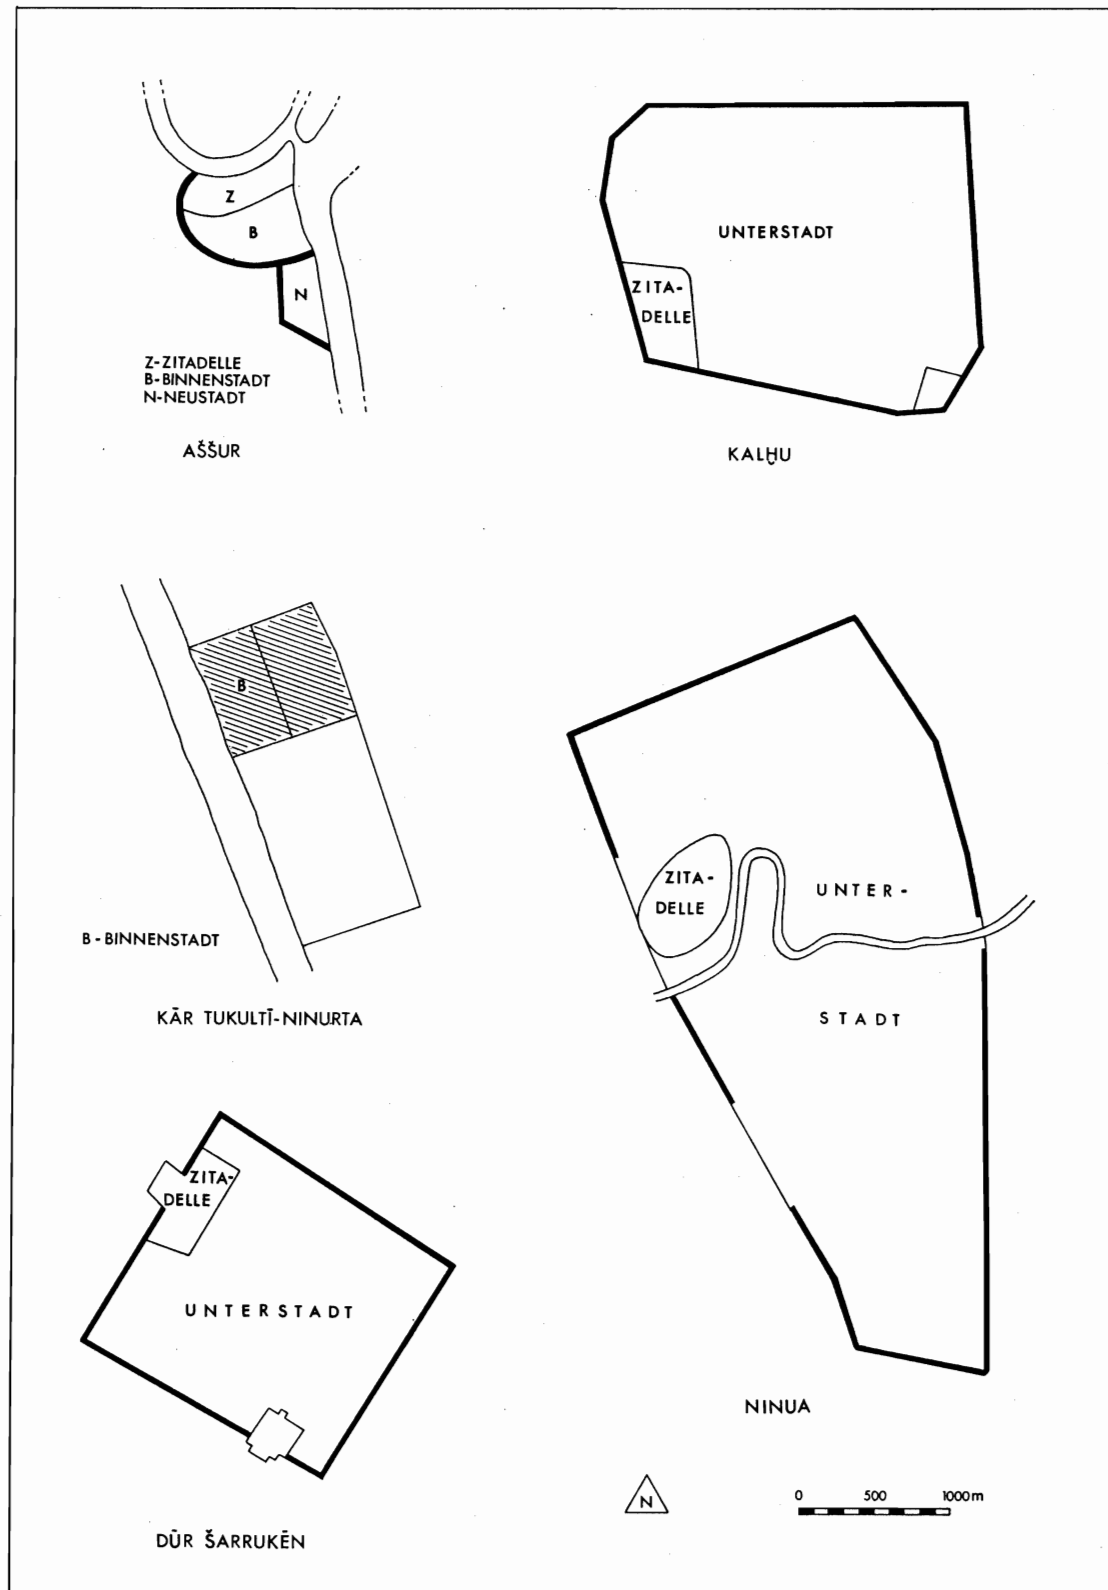 Z
B
N
Z-ZITADELLE
B-BINNENSTADT
N-NEUSTADT
AŠŠUR
UNTERSTADT
ZITA-
DELLE
KALḪU
B
B-BINNENSTADT
KĀR TUKULTĪ-NINURTA
ZITA-
DELLE
UNTER-
STADT
NINUA
ZITA-
DELLE
UNTERSTADT
DŪR ŠARRUKĒN
N
0 500 1000m